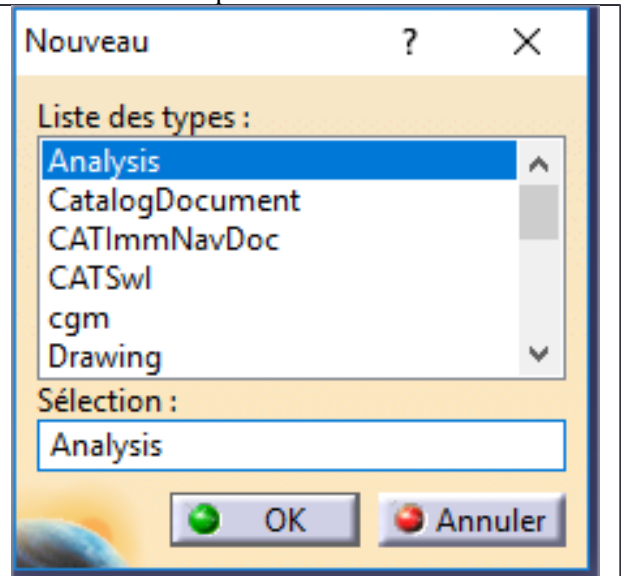 Nouveau ?
Liste des types :
Analysis
CatalogDocument
CATImmNavDoc
CATSwl
cgm
Drawing
Sélection :
Analysis
OK Annuler